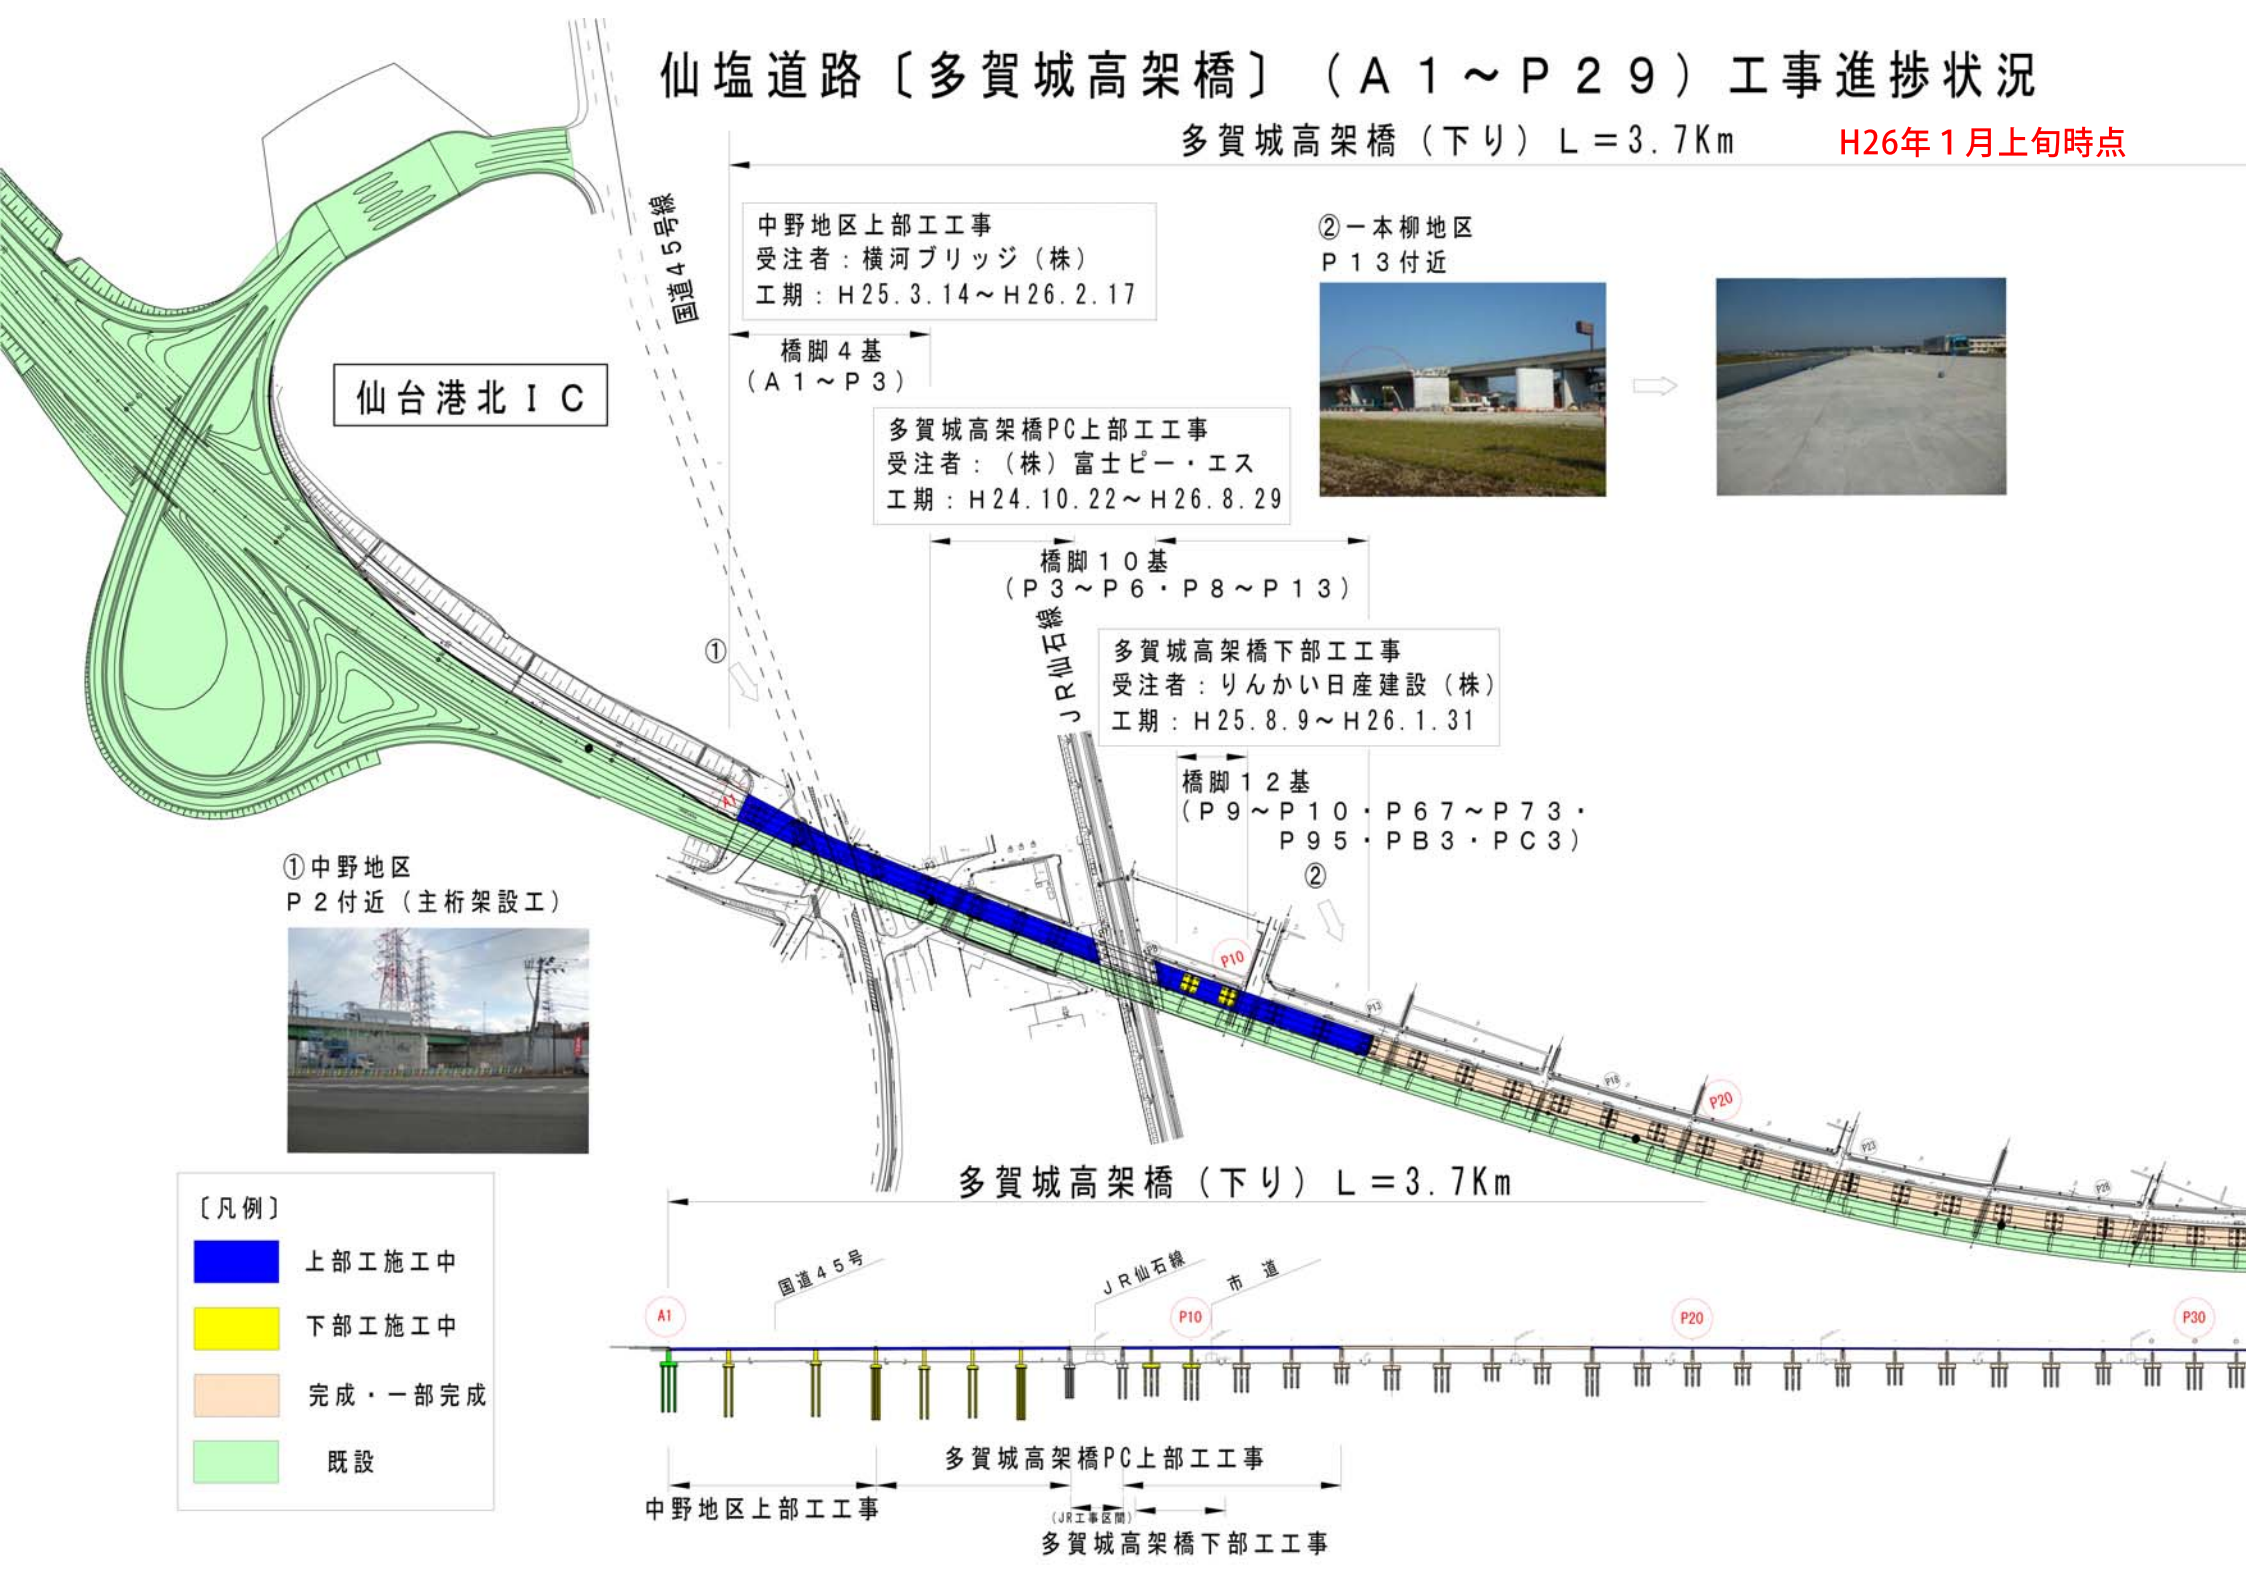 仙塩道路〔多賀城高架橋〕（Ａ１～Ｐ２９）工事進捗状況
多賀城高架橋（下り）Ｌ＝3.7Km
H26年１月上旬時点
国道４５号線
中野地区上部工工事
受注者：横河ブリッジ（株）
工期：Ｈ25.3.14～Ｈ26.2.17
橋脚４基
（Ａ１～Ｐ３）
②一本柳地区
Ｐ１３付近
仙台港北ＩＣ
多賀城高架橋PC上部工工事
受注者：（株）富士ピー・エス
工期：Ｈ24.10.22～Ｈ26.8.29
橋脚１０基
（Ｐ３～Ｐ６・Ｐ８～Ｐ１３）
①
ＪＲ仙石線
多賀城高架橋下部工工事
受注者：りんかい日産建設（株）
工期：Ｈ25.8.9～Ｈ26.1.31
橋脚１２基
（Ｐ９～Ｐ１０・Ｐ６７～Ｐ７３・
Ｐ９５・ＰＢ３・ＰＣ３）
②
A1
P3
P8
P10
P13
P18
P20
P23
P28
①中野地区
Ｐ２付近（主桁架設工）
〔凡例〕
上部工施工中
下部工施工中
完成・一部完成
既設
多賀城高架橋（下り）Ｌ＝3.7Km
国道４５号
ＪＲ仙石線
市道
A1
P10
P20
P30
多賀城高架橋PC上部工工事
中野地区上部工工事
（JR工事区間）
多賀城高架橋下部工工事